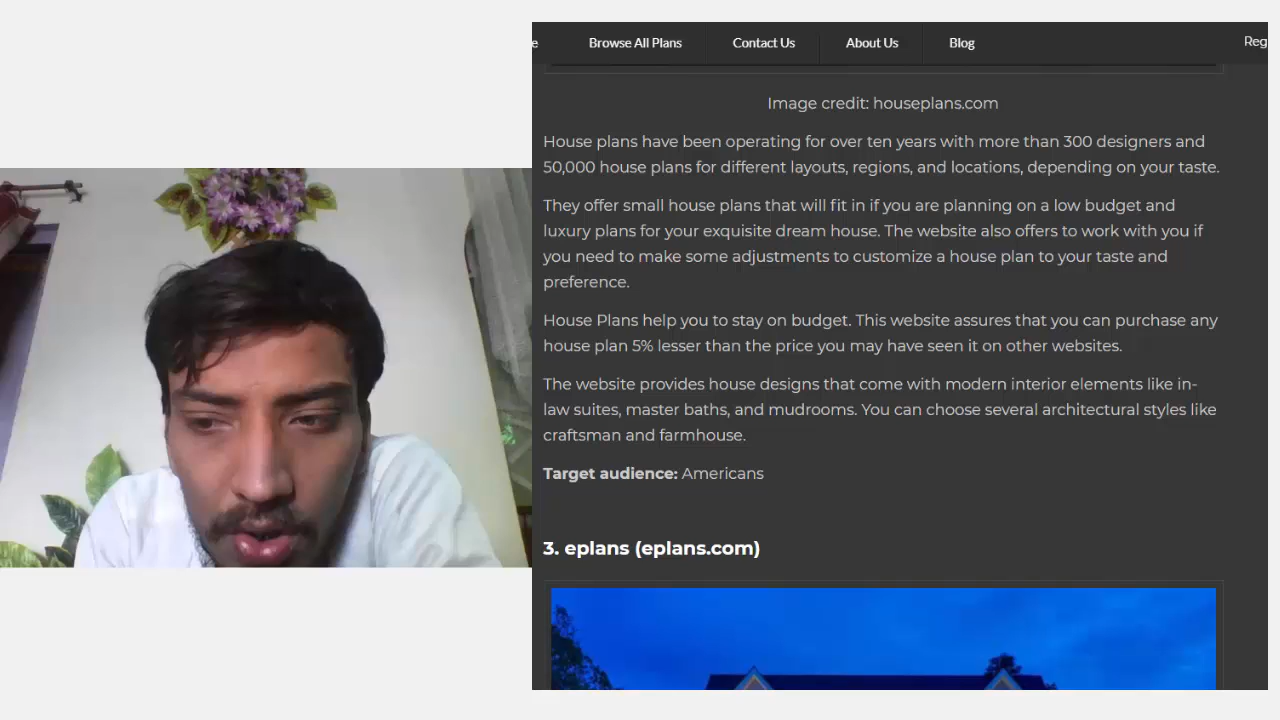 e Browse All Plans Contact Us About Us Blog Reg
Image credit: houseplans.com
House plans have been operating for over ten years with more than 300 designers and
50,000 house plans for different layouts, regions, and locations, depending on your taste.
They offer small house plans that will fit in if you are planning on a low budget and
luxury plans for your exquisite dream house. The website also offers to work with you if
you need to make some adjustments to customize a house plan to your taste and
preference.
House Plans help you to stay on budget. This website assures that you can purchase any
house plan 5% lesser than the price you may have seen it on other websites.
The website provides house designs that come with modern interior elements like in-
law suites, master baths, and mudrooms. You can choose several architectural styles like
craftsman and farmhouse.
Target audience: Americans
3. eplans (eplans.com)